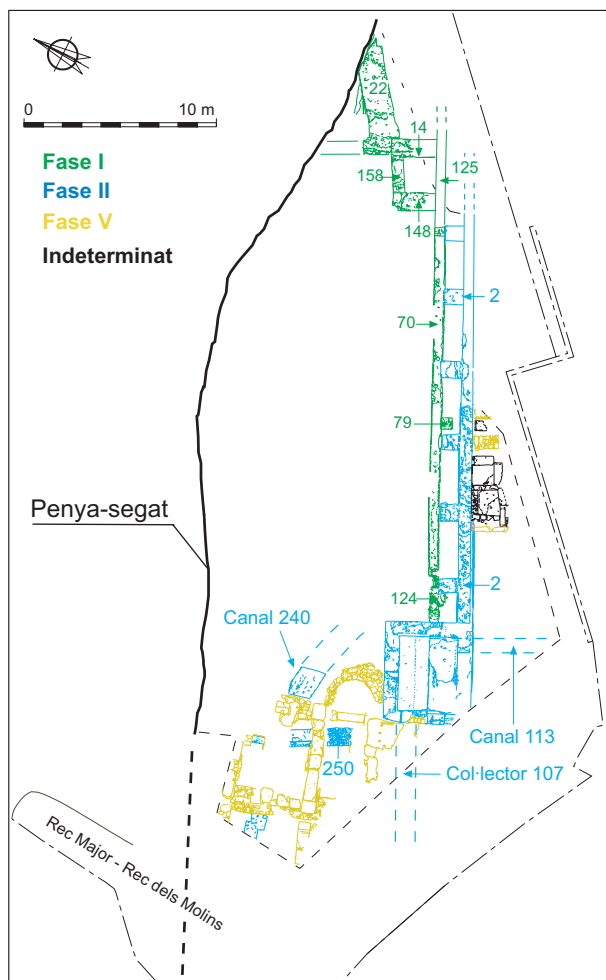 22
0 10 m
14
158
125
Fase I
Fase II
Fase V
Indeterminat
148
2
70
79
Penya-segat
2
124
Canal 240
Canal 113
250
Col·lector 107
Rec Major - Rec dels Molins